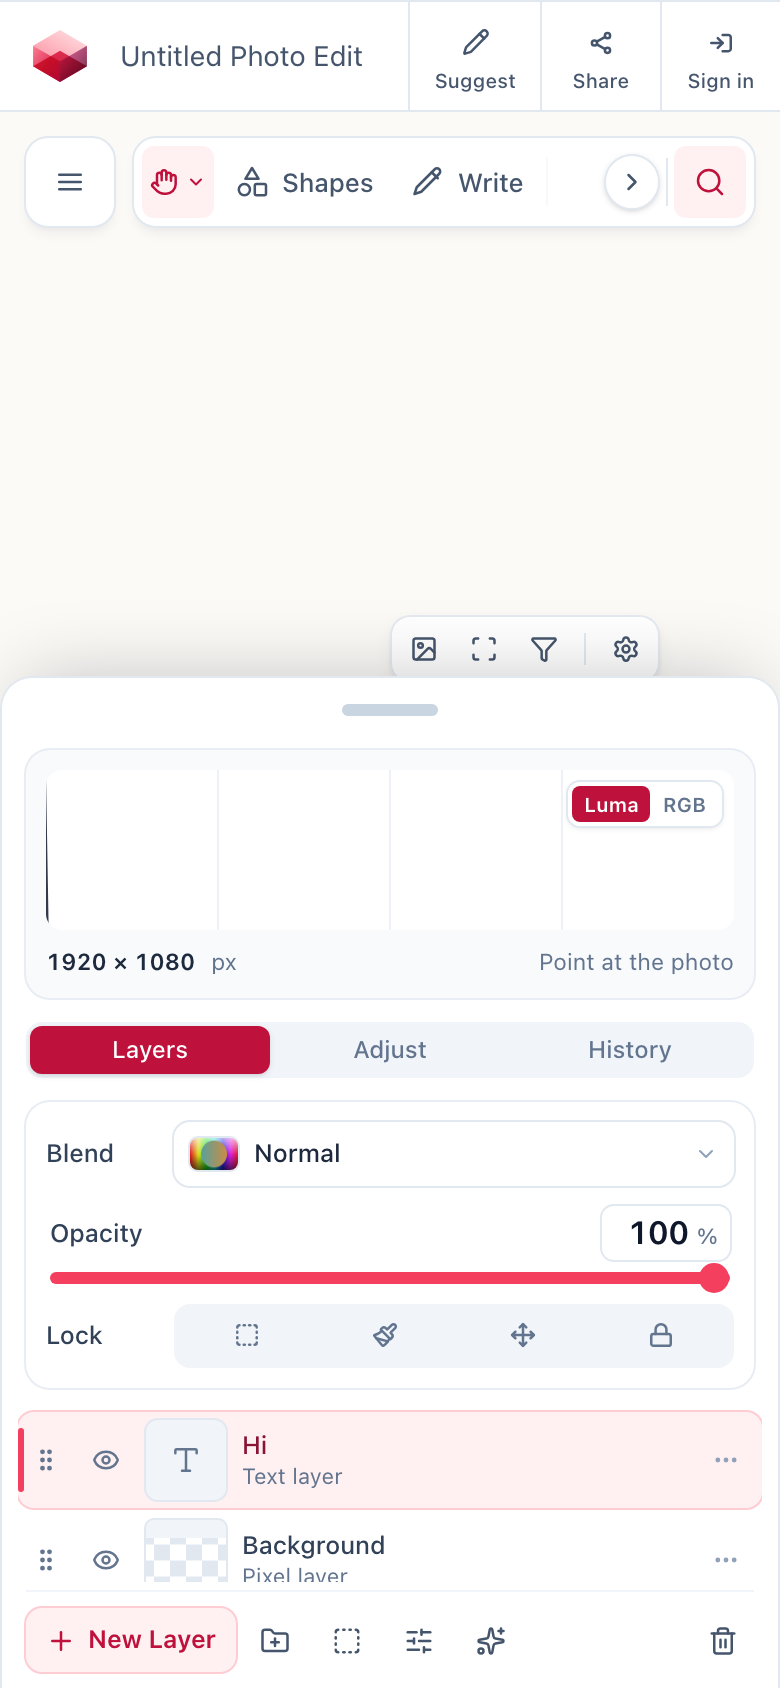 Untitled Photo Edit
Suggest
Share
Sign in
Shapes
Write
Luma
RGB
1920 × 1080 px
Point at the photo
Layers
Adjust
History
Blend
Normal
Opacity
100 %
Lock
Hi
Text layer
Background
Pixel layer
New Layer